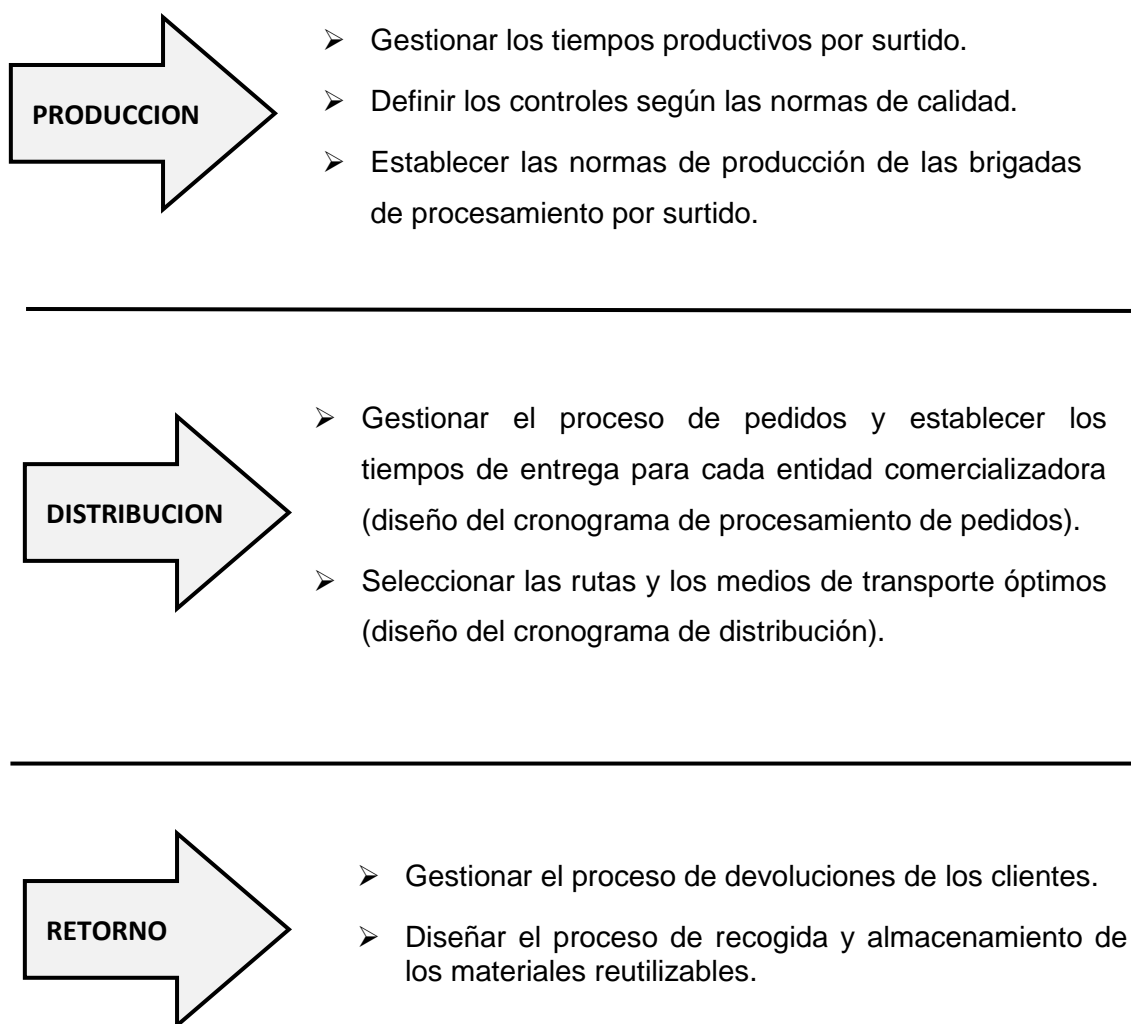 PRODUCCION
➢ Gestionar los tiempos productivos por surtido.
➢ Definir los controles según las normas de calidad.
➢ Establecer las normas de producción de las brigadas
de procesamiento por surtido.
DISTRIBUCION
➢ Gestionar el proceso de pedidos y establecer los
tiempos de entrega para cada entidad comercializadora
(diseño del cronograma de procesamiento de pedidos).
➢ Seleccionar las rutas y los medios de transporte óptimos
(diseño del cronograma de distribución).
RETORNO
➢ Gestionar el proceso de devoluciones de los clientes.
➢ Diseñar el proceso de recogida y almacenamiento de
los materiales reutilizables.